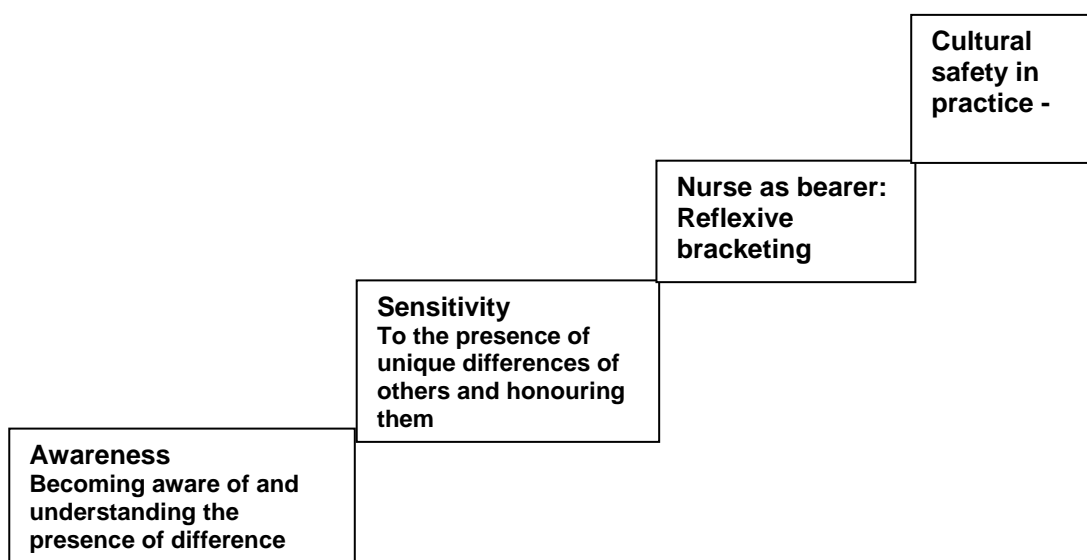 Cultural
safety in
practice -
Nurse as bearer:
Reflexive
bracketing
Sensitivity
To the presence of
unique differences of
others and honouring
them
Awareness
Becoming aware of and
understanding the
presence of difference